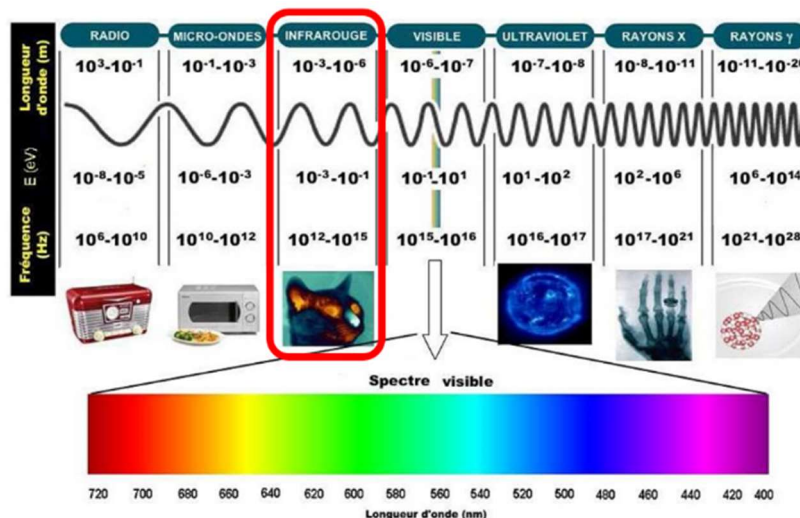 RADIO MICRO-ONDES INFRAROUGE VISIBLE ULTRAVIOLET RAYONS X RAYONS γ
Longueur
d'onde (m)
10³-10⁻¹ 10⁻¹-10⁻³ 10⁻³-10⁻⁶ 10⁻⁶-10⁻⁷ 10⁻⁷-10⁻⁸ 10⁻⁸-10⁻¹¹ 10⁻¹¹-10⁻²⁰
E (eV)
10⁻⁸-10⁻⁵ 10⁻⁶-10⁻³ 10⁻³-10⁻¹ 10⁻¹-10¹ 10¹-10² 10²-10⁶ 10⁶-10¹⁴
Fréquence
(Hz)
10⁶-10¹⁰ 10¹⁰-10¹² 10¹²-10¹⁵ 10¹⁵-10¹⁶ 10¹⁶-10¹⁷ 10¹⁷-10²¹ 10²¹-10²⁸
Spectre visible
720 700 680 660 640 620 600 580 560 540 520 500 480 460 440 420 400
Longueur d'onde (nm)